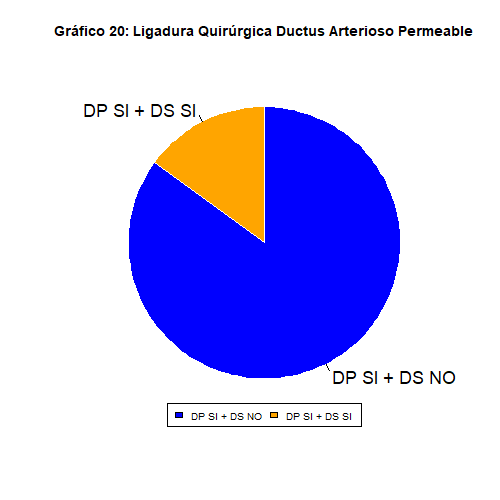 Gráfico 20: Ligadura Quirúrgica Ductus Arterioso Permeable
DP SI + DS SI
DP SI + DS NO
DP SI + DS NO DP SI + DS SI